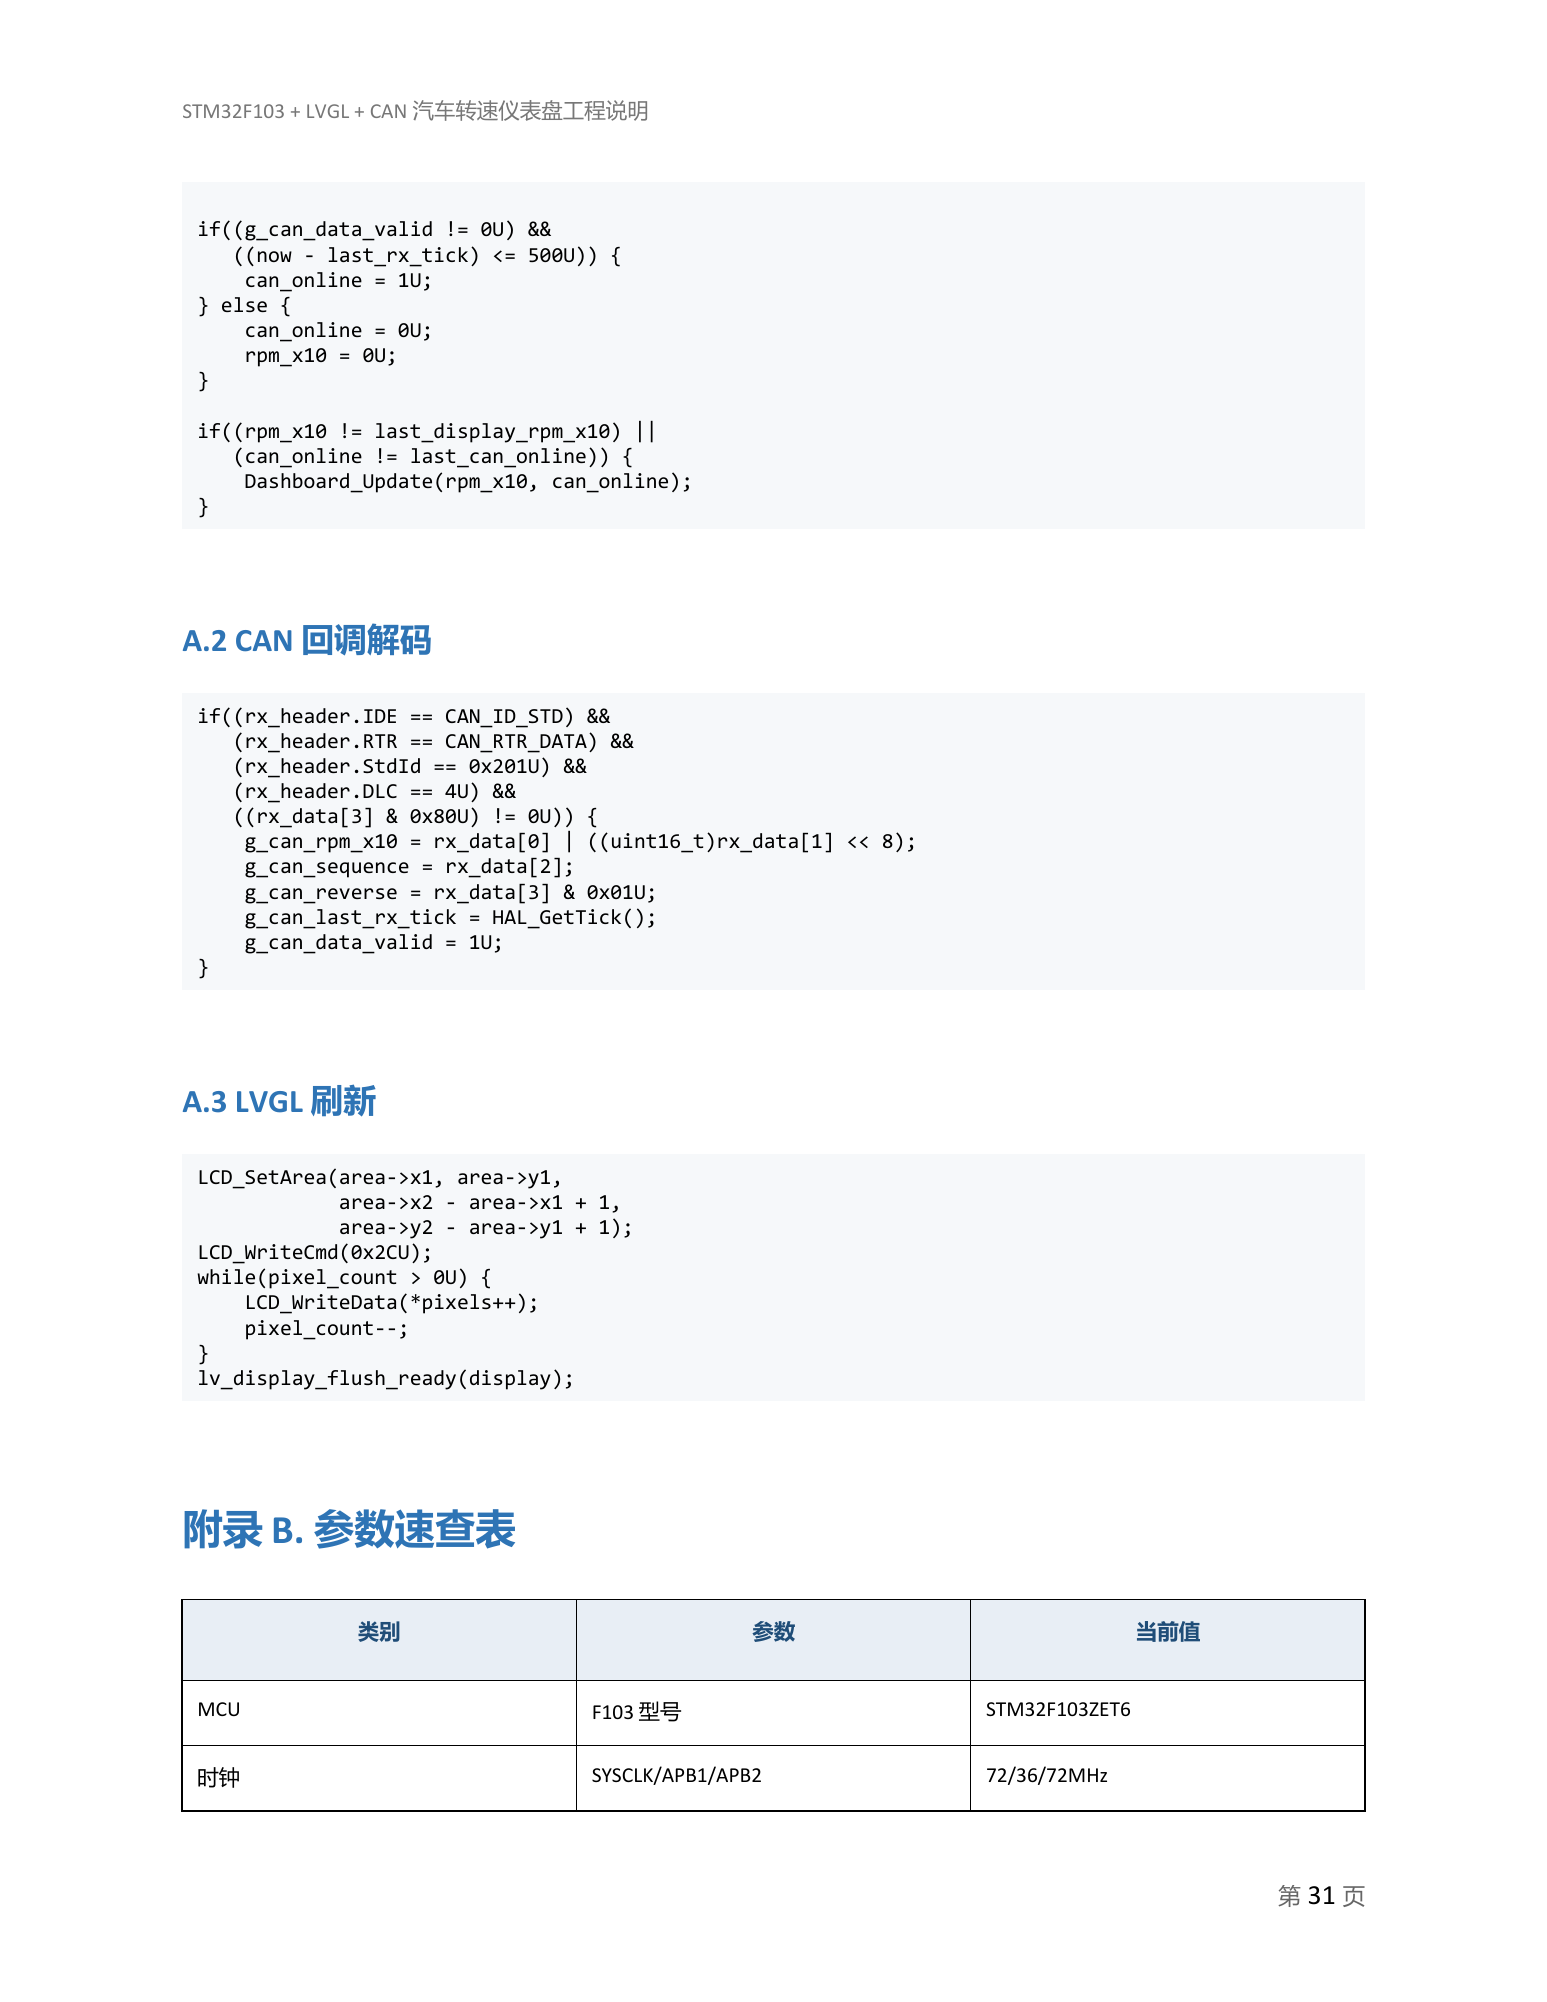 STM32F103 + LVGL + CAN 汽车转速仪表盘工程说明
if((g_can_data_valid != 0U) &&
   ((now - last_rx_tick) <= 500U)) {
    can_online = 1U;
} else {
    can_online = 0U;
    rpm_x10 = 0U;
}
if((rpm_x10 != last_display_rpm_x10) ||
   (can_online != last_can_online)) {
    Dashboard_Update(rpm_x10, can_online);
}
A.2 CAN 回调解码
if((rx_header.IDE == CAN_ID_STD) &&
   (rx_header.RTR == CAN_RTR_DATA) &&
   (rx_header.StdId == 0x201U) &&
   (rx_header.DLC == 4U) &&
   ((rx_data[3] & 0x80U) != 0U)) {
    g_can_rpm_x10 = rx_data[0] | ((uint16_t)rx_data[1] << 8);
    g_can_sequence = rx_data[2];
    g_can_reverse = rx_data[3] & 0x01U;
    g_can_last_rx_tick = HAL_GetTick();
    g_can_data_valid = 1U;
}
A.3 LVGL 刷新
LCD_SetArea(area->x1, area->y1,
            area->x2 - area->x1 + 1,
            area->y2 - area->y1 + 1);
LCD_WriteCmd(0x2CU);
while(pixel_count > 0U) {
    LCD_WriteData(*pixels++);
    pixel_count--;
}
lv_display_flush_ready(display);
附录 B. 参数速查表
类别 参数 当前值
MCU F103 型号 STM32F103ZET6
时钟 SYSCLK/APB1/APB2 72/36/72MHz
第 31 页